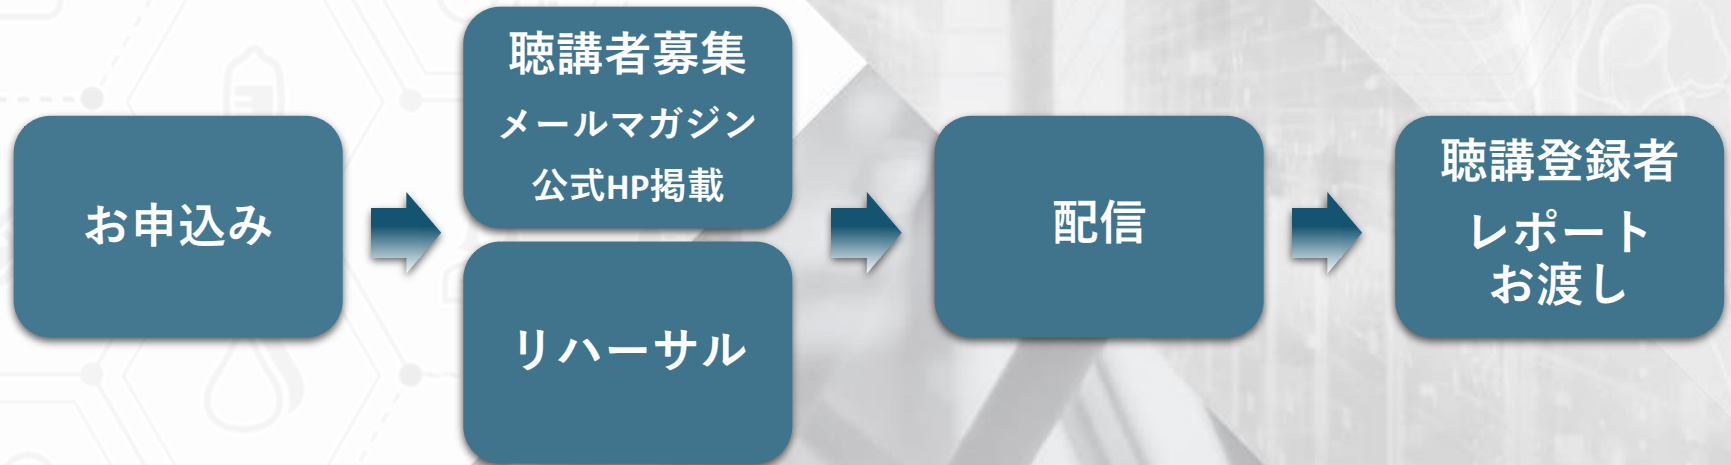 お申込み
聴講者募集
メールマガジン
公式HP掲載
リハーサル
配信
聴講登録者
レポート
お渡し